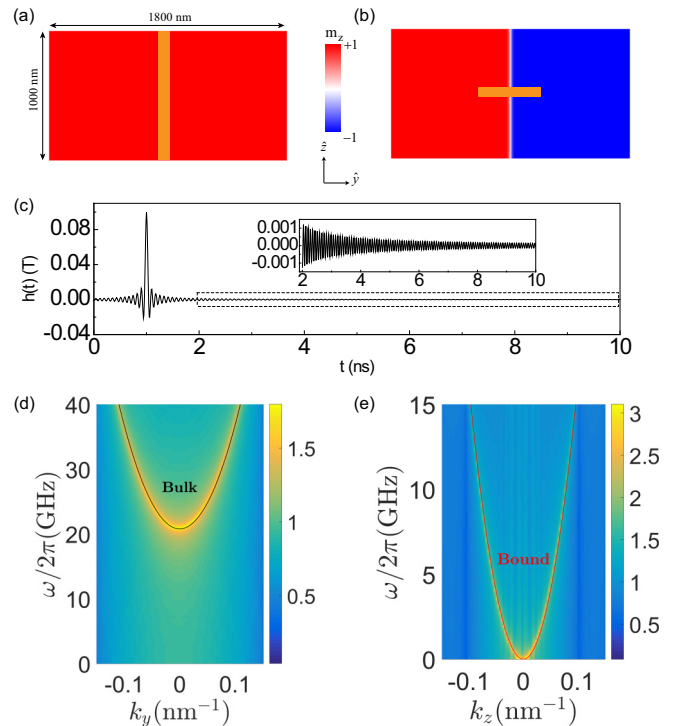 (a)
1800 nm
1000 nm
m_z
+1
−1
ẑ
ŷ
(b)
(c)
h(t) (T)
0.08
0.04
0.00
-0.04
0.001
0.000
-0.001
2 4 6 8 10
0 2 4 6 8 10
t (ns)
(d)
40
30
20
10
0
ω/2π(GHz)
Bulk
-0.1 0 0.1
k_y(nm⁻¹)
1.5
1
0.5
(e)
15
10
5
0
ω/2π(GHz)
Bound
-0.1 0 0.1
k_z(nm⁻¹)
3
2.5
2
1.5
1
0.5